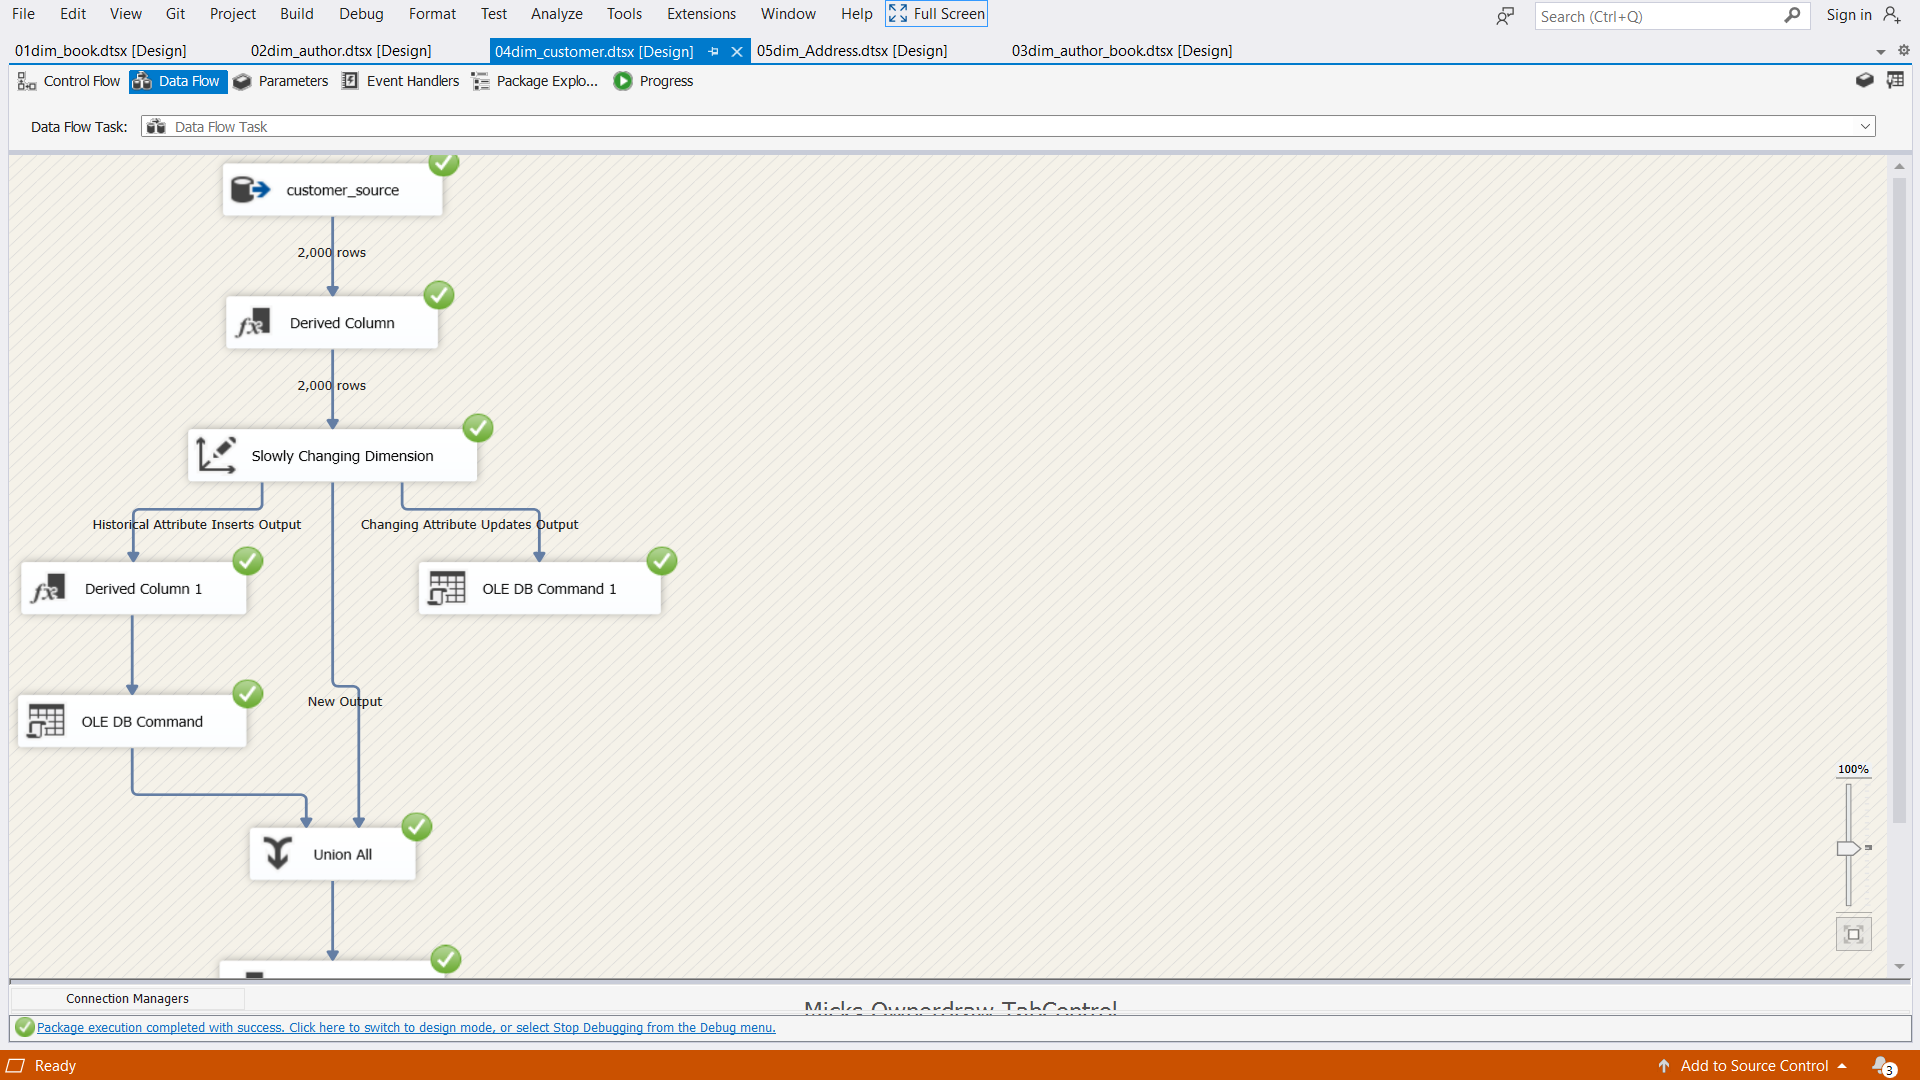 File Edit View Git Project Build Debug Format Test Analyze Tools Extensions Window Help Full Screen Search (Ctrl+Q) Sign in
01dim_book.dtsx [Design] 02dim_author.dtsx [Design] 04dim_customer.dtsx [Design] 05dim_Address.dtsx [Design] 03dim_author_book.dtsx [Design]
Control Flow Data Flow Parameters Event Handlers Package Explo... Progress
Data Flow Task: Data Flow Task
customer_source
2,000 rows
fx Derived Column
2,000 rows
Slowly Changing Dimension
Historical Attribute Inserts Output Changing Attribute Updates Output
fx Derived Column 1 OLE DB Command 1
New Output
OLE DB Command
100%
Union All
Connection Managers
Micks Ownerdraw TabControl
Package execution completed with success. Click here to switch to design mode, or select Stop Debugging from the Debug menu.
Ready Add to Source Control 3